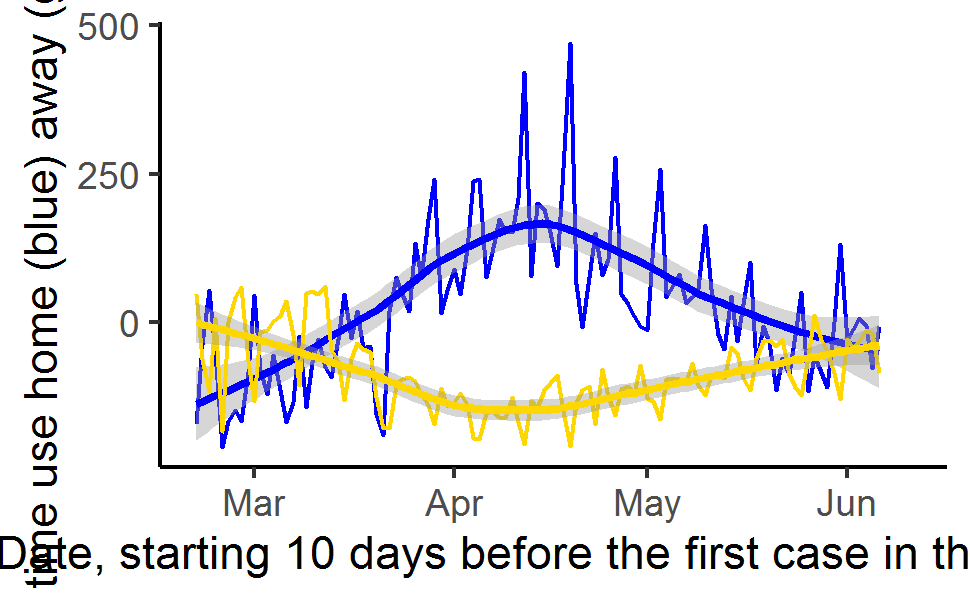 500
250
0
time use home (blue) away (
Mar Apr May Jun
Date, starting 10 days before the first case in th